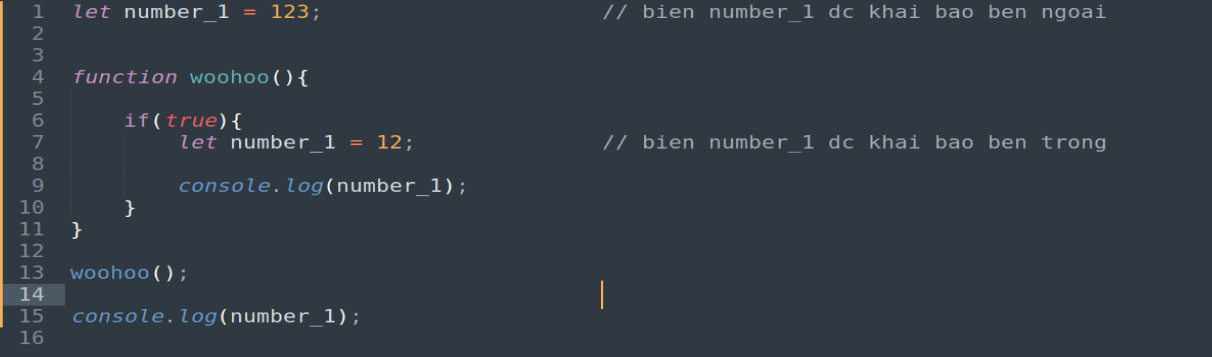 1 let number_1 = 123; // bien number_1 dc khai bao ben ngoai
2
3
4 function woohoo(){
5
6 if(true){
7 let number_1 = 12; // bien number_1 dc khai bao ben trong
8
9 console.log(number_1);
10 }
11 }
12
13 woohoo();
14
15 console.log(number_1);
16